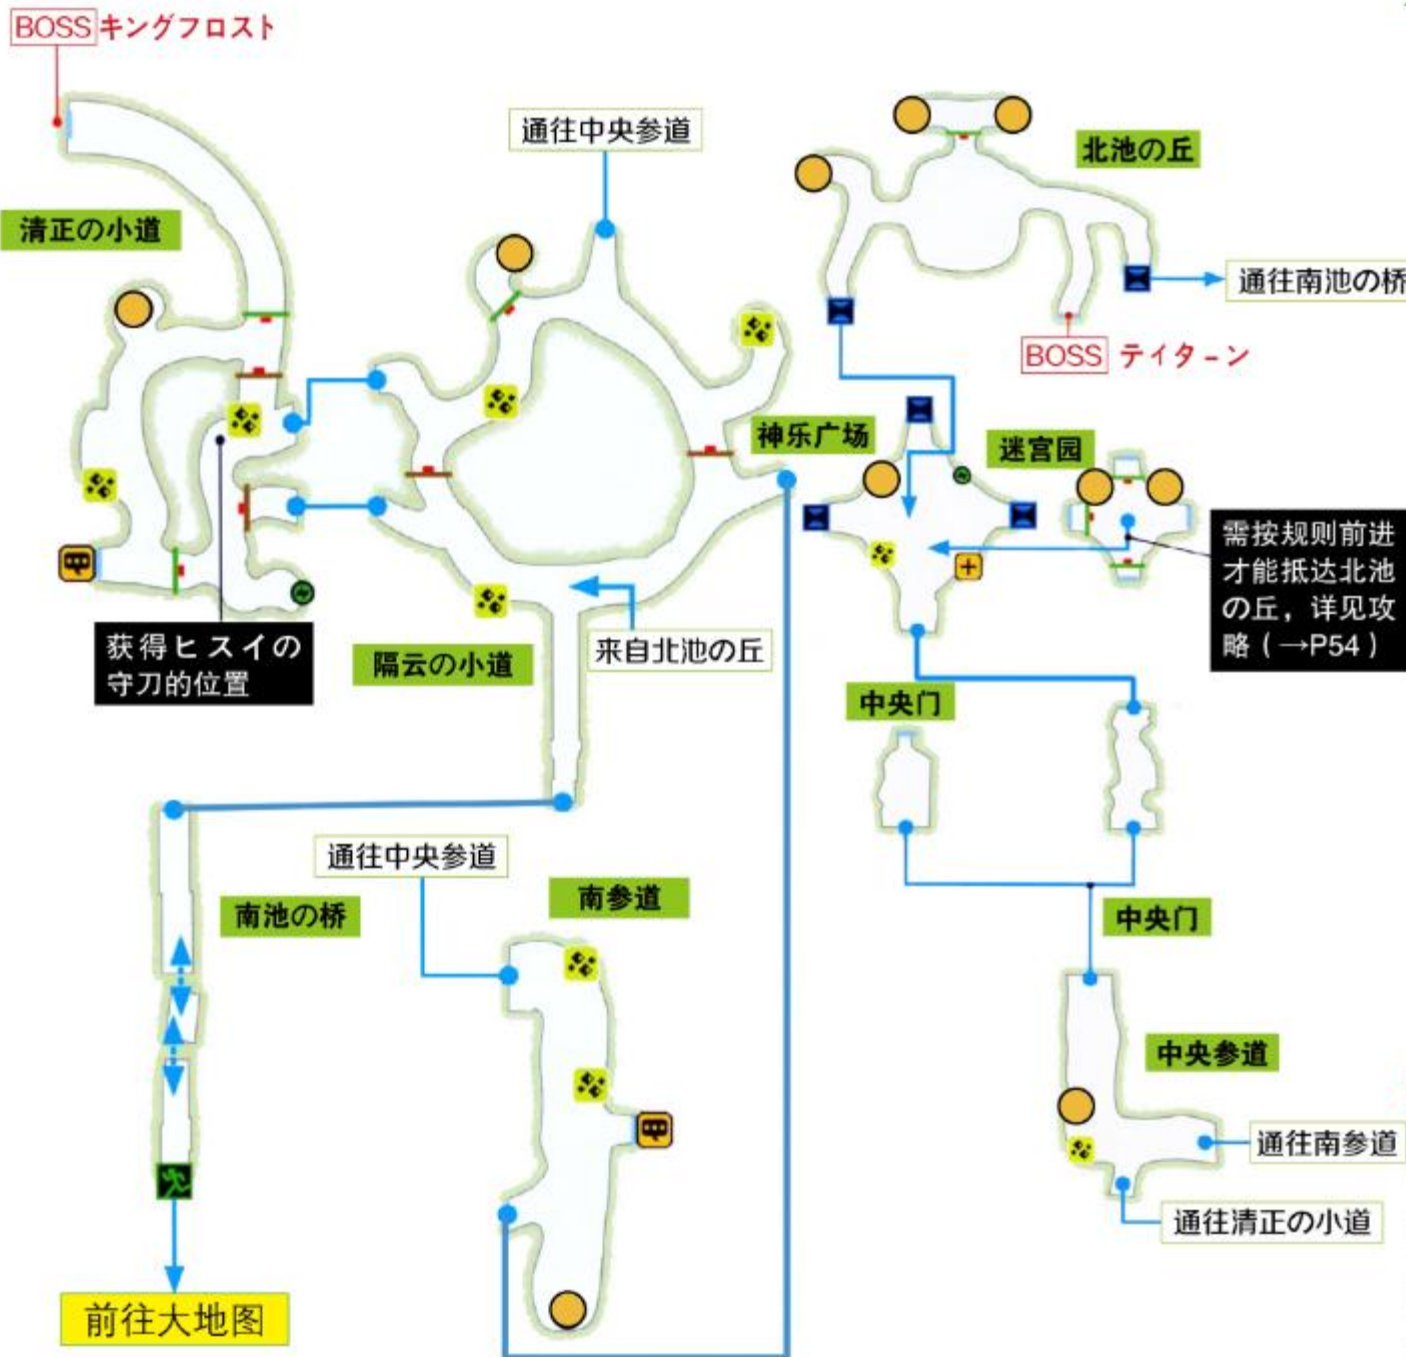 BOSS キングフロスト
通往中央参道
北池の丘
清正の小道
通往南池の桥
BOSS ティターン
神乐广场
迷宫园
需按规则前进
才能抵达北池
の丘，详见攻
略（→P54）
获得ヒスイの
守刀的位置
隔云の小道
来自北池の丘
中央门
通往中央参道
南参道
南池の桥
中央门
中央参道
通往南参道
通往清正の小道
前往大地图